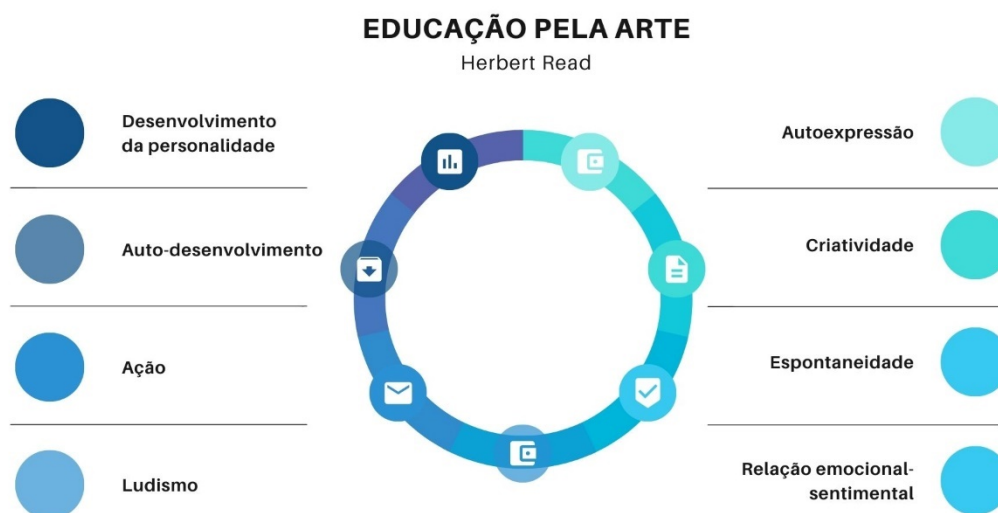 EDUCAÇÃO PELA ARTE
Herbert Read
Desenvolvimento
da personalidade
Auto-desenvolvimento
Ação
Ludismo
Autoexpressão
Criatividade
Espontaneidade
Relação emocional-
sentimental